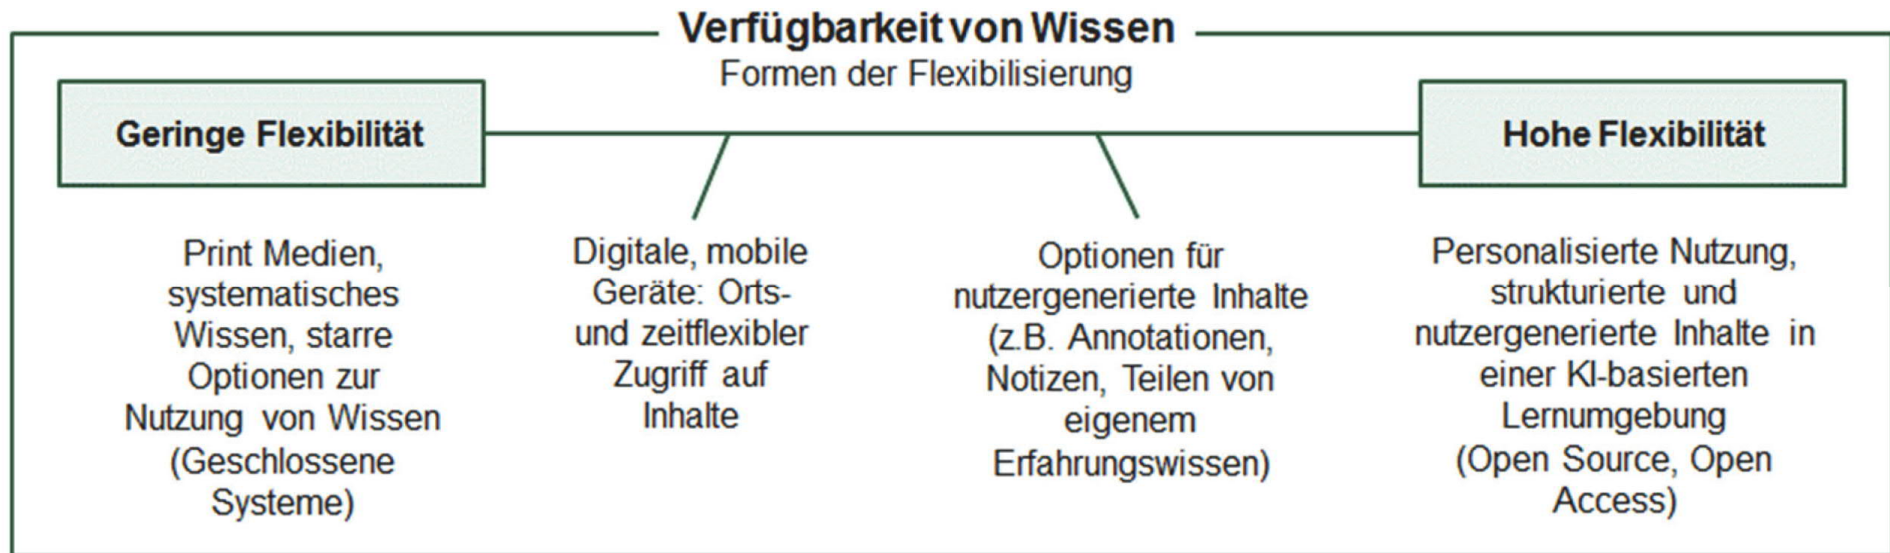 Verfügbarkeit von Wissen
Formen der Flexibilisierung
Geringe Flexibilität
Hohe Flexibilität
Print Medien,
systematisches
Wissen, starre
Optionen zur
Nutzung von Wissen
(Geschlossene
Systeme)
Digitale, mobile
Geräte: Orts-
und zeitflexibler
Zugriff auf
Inhalte
Optionen für
nutzergenerierte Inhalte
(z.B. Annotationen,
Notizen, Teilen von
eigenem
Erfahrungswissen)
Personalisierte Nutzung,
strukturierte und
nutzergenerierte Inhalte in
einer KI-basierten
Lernumgebung
(Open Source, Open
Access)